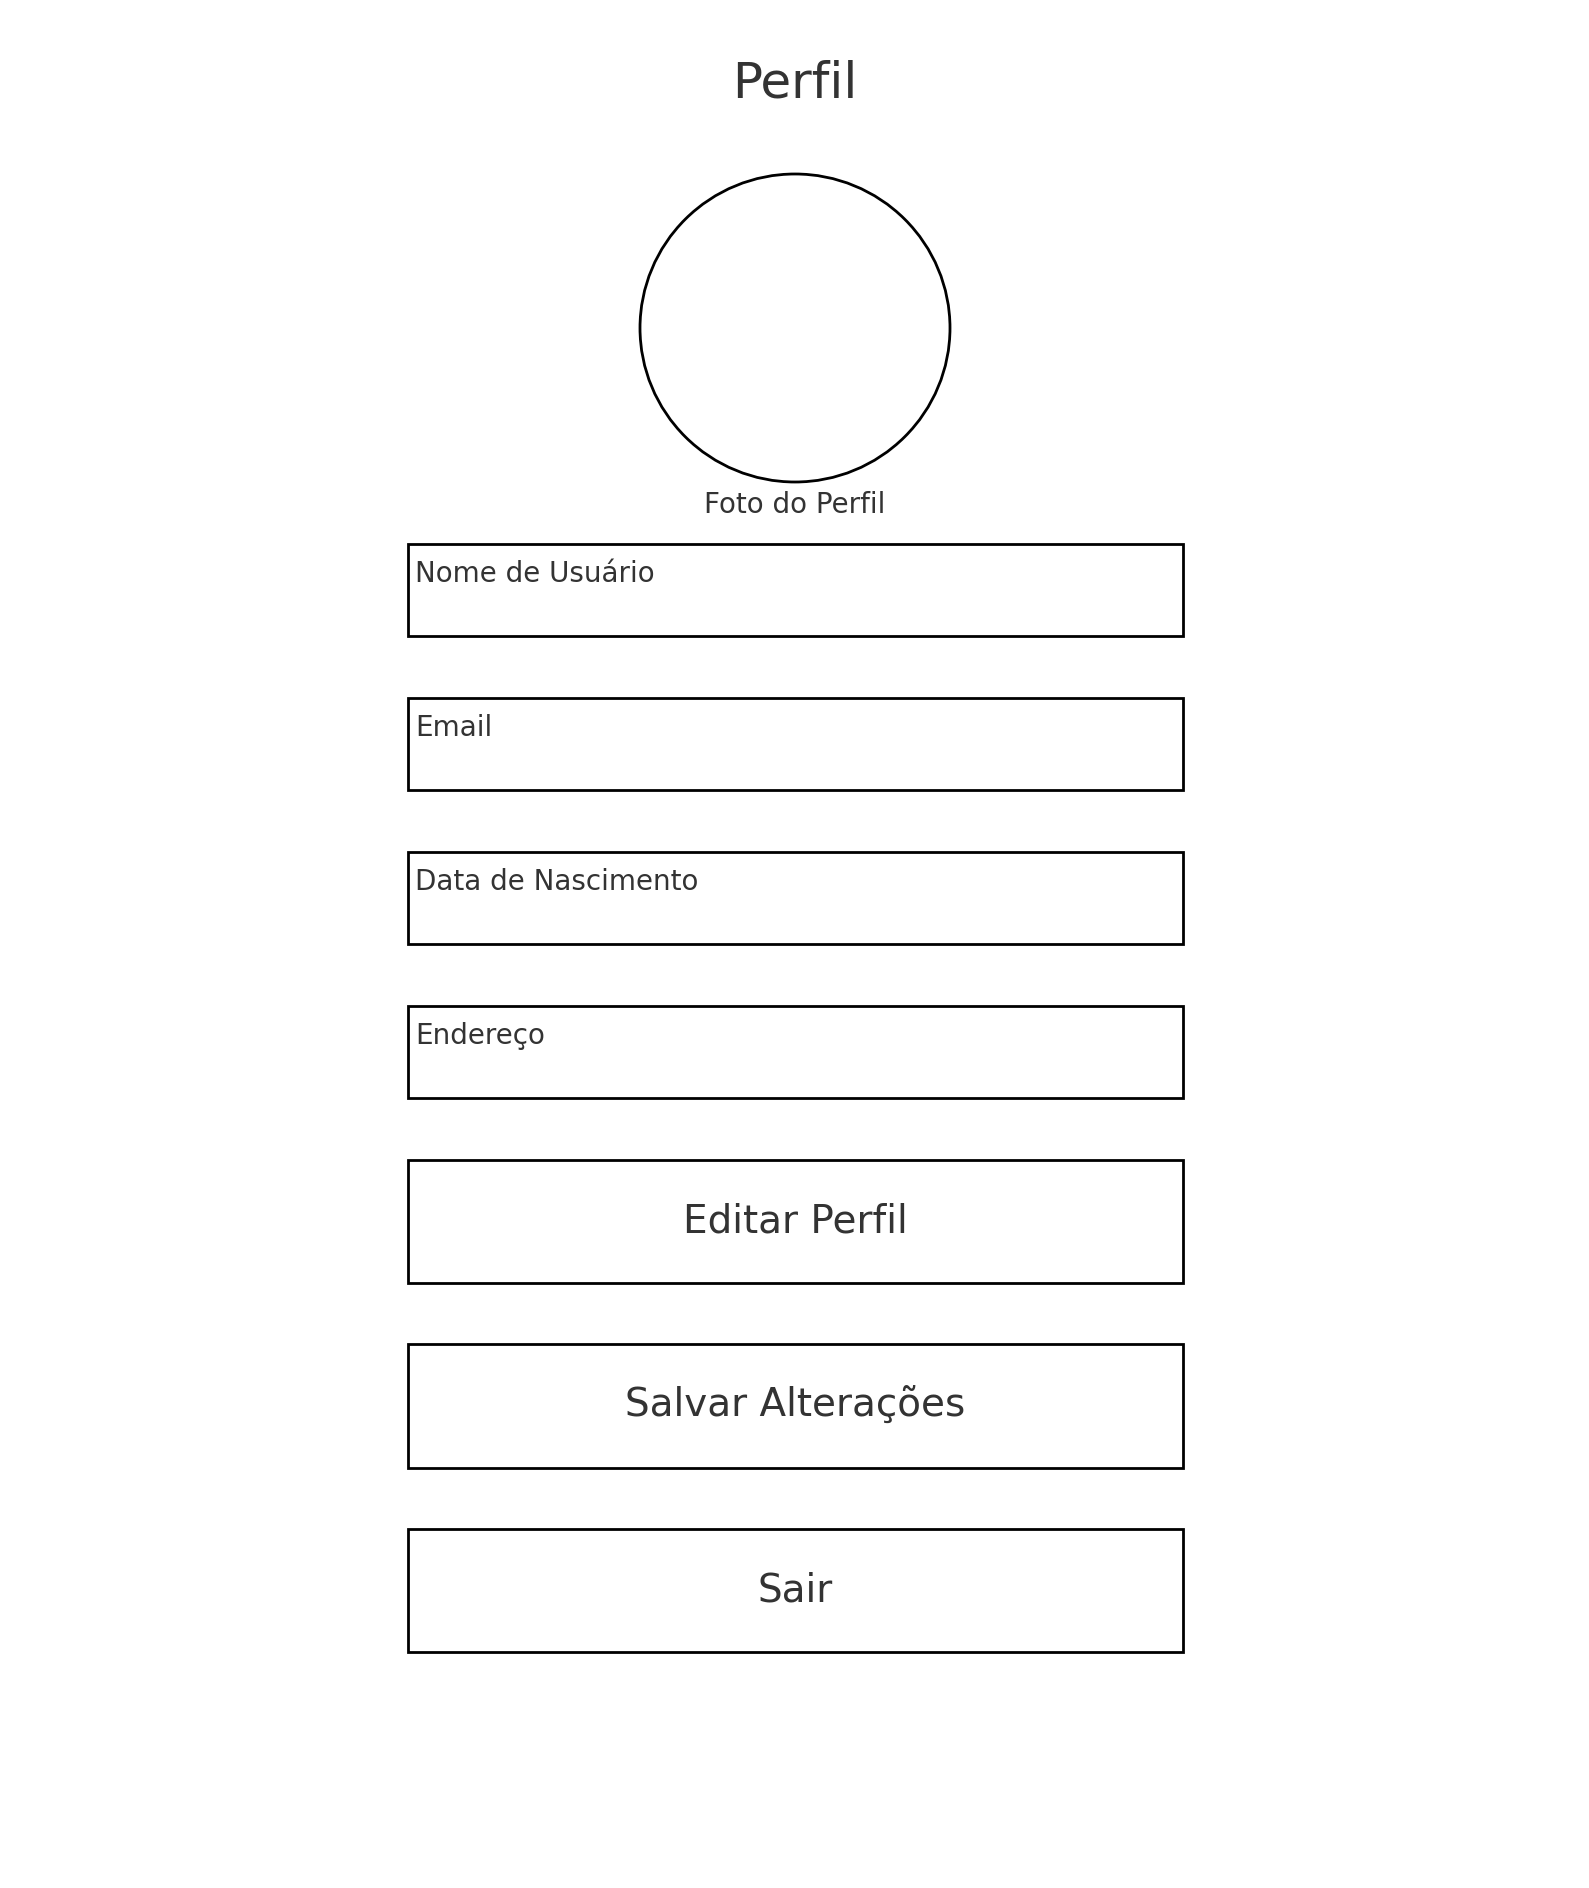 Perfil
Foto do Perfil
Nome de Usuário
Email
Data de Nascimento
Endereço
Editar Perfil
Salvar Alterações
Sair